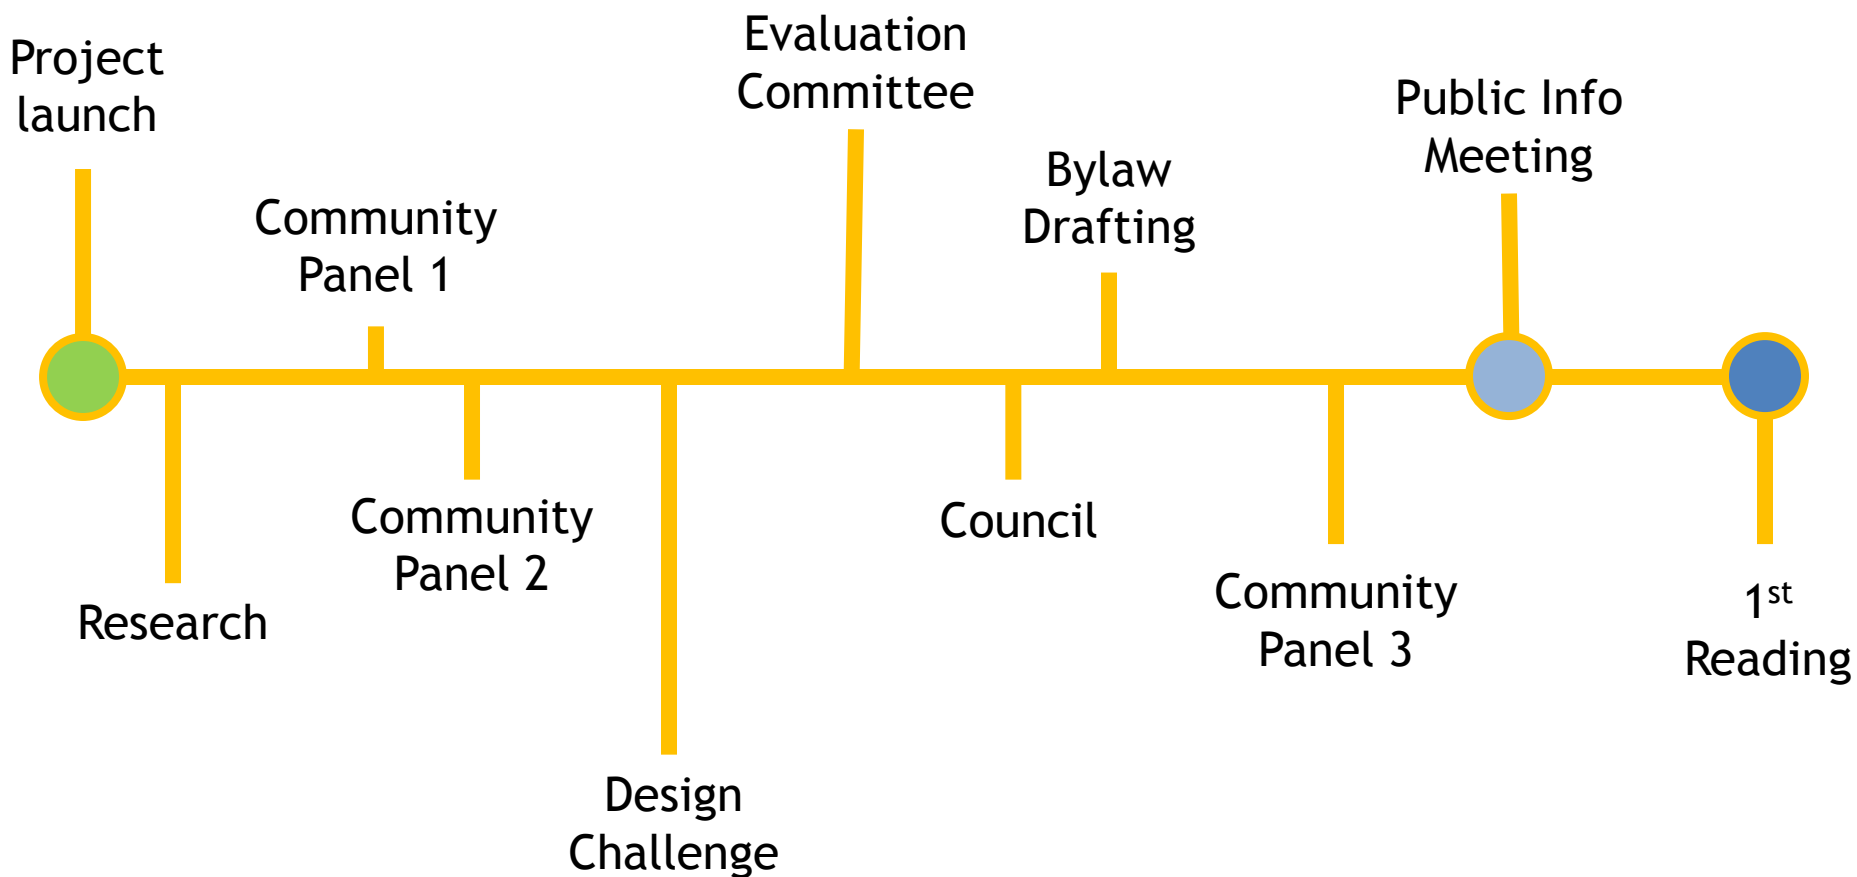 Project
launch
Research
Community
Panel 1
Community
Panel 2
Design
Challenge
Evaluation
Committee
Council
Bylaw
Drafting
Community
Panel 3
Public Info
Meeting
1st
Reading